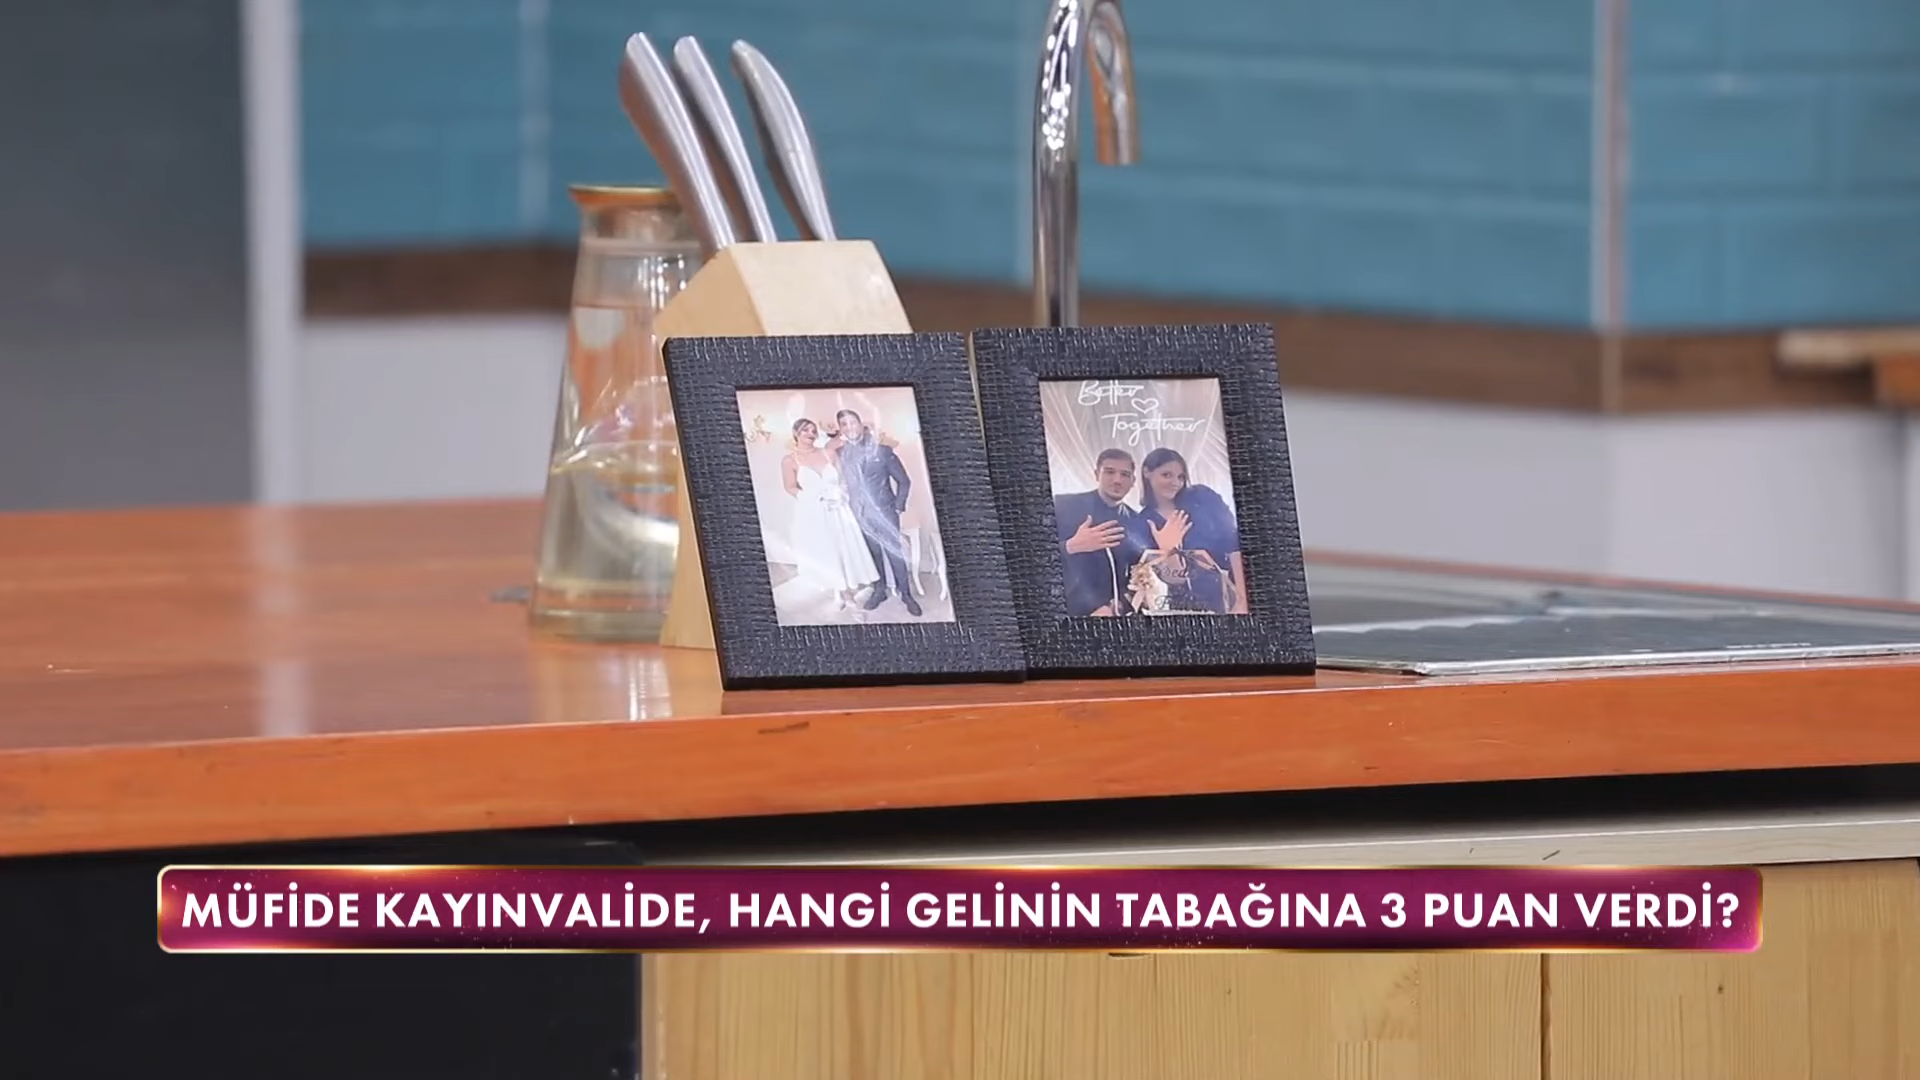 Better
Together
MÜFİDE KAYINVALİDE, HANGİ GELİNİN TABAĞINA 3 PUAN VERDİ?